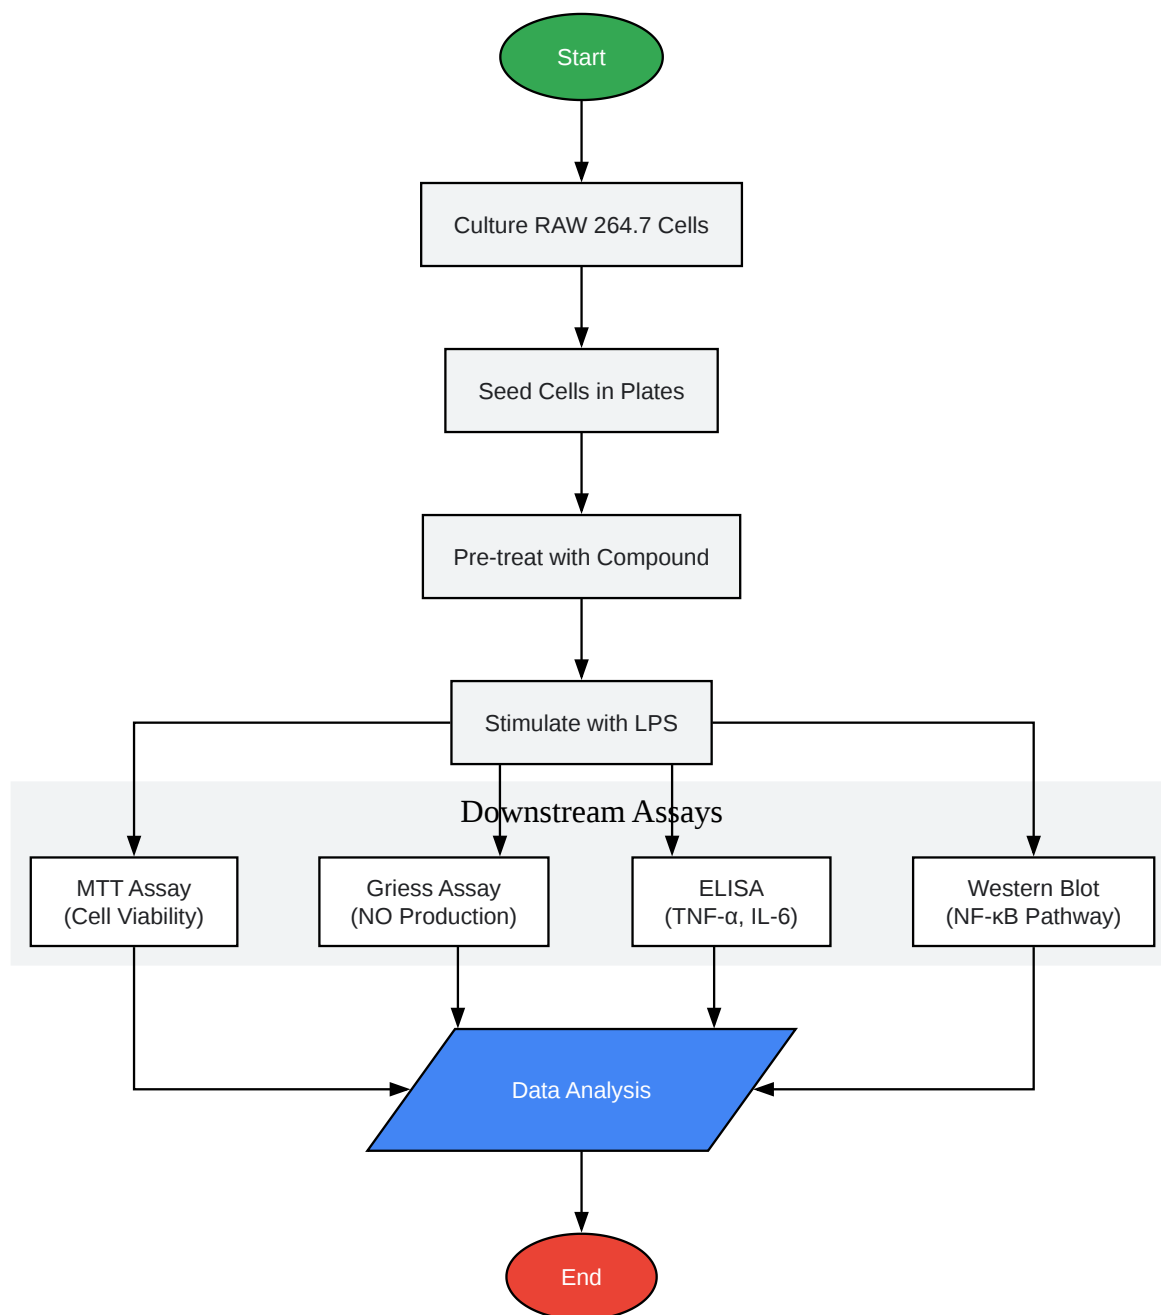 Start
Culture RAW 264.7 Cells
Seed Cells in Plates
Pre-treat with Compound
Stimulate with LPS
Downstream Assays
MTT Assay
(Cell Viability)
Griess Assay
(NO Production)
ELISA
(TNF-α, IL-6)
Western Blot
(NF-κB Pathway)
Data Analysis
End